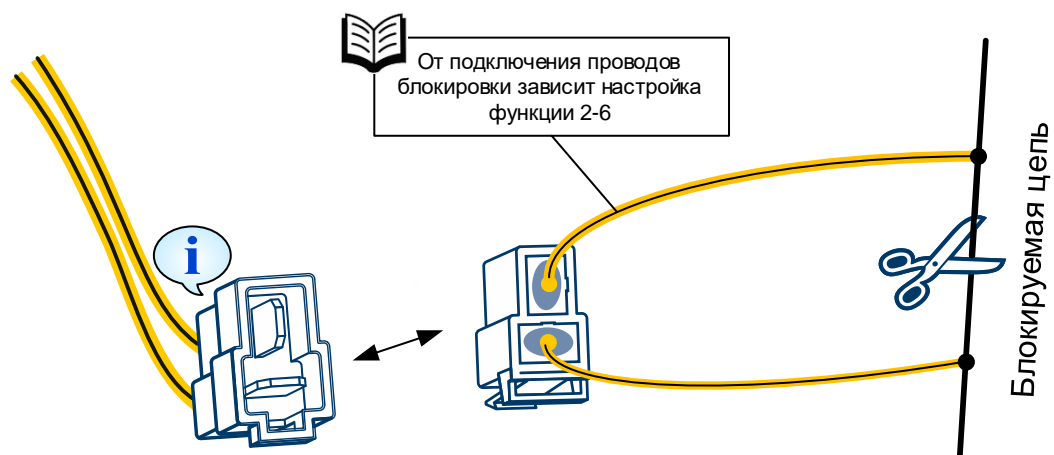 От подключения проводов
блокировки зависит настройка
функции 2-6
i
Блокируемая цепь